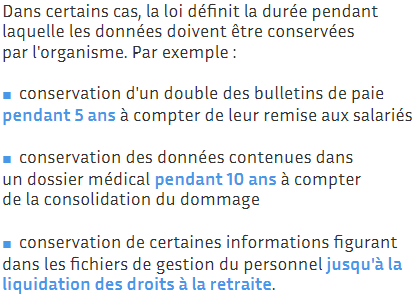 Dans certains cas, la loi définit la durée pendant
laquelle les données doivent être conservées
par l'organisme. Par exemple :
■ conservation d'un double des bulletins de paie
pendant 5 ans à compter de leur remise aux salariés
■ conservation des données contenues dans
un dossier médical pendant 10 ans à compter
de la consolidation du dommage
■ conservation de certaines informations figurant
dans les fichiers de gestion du personnel jusqu'à la
liquidation des droits à la retraite.